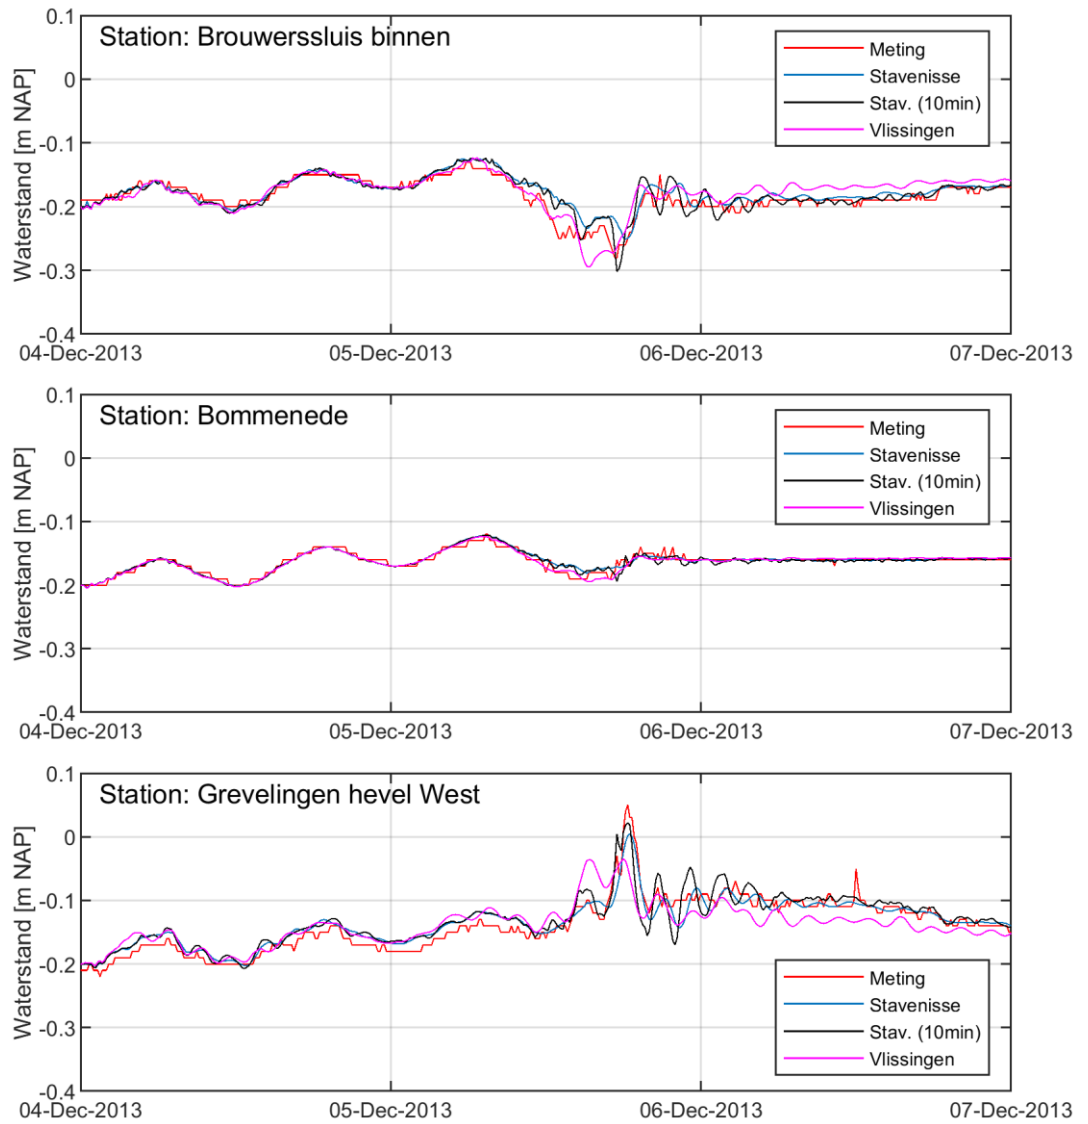 Station: Brouwerssluis binnen
Waterstand [m NAP]
0.1
0
-0.1
-0.2
-0.3
-0.4
04-Dec-2013
05-Dec-2013
06-Dec-2013
07-Dec-2013
Meting
Stavenisse
Stav. (10min)
Vlissingen
Station: Bommenede
Waterstand [m NAP]
0.1
0
-0.1
-0.2
-0.3
-0.4
04-Dec-2013
05-Dec-2013
06-Dec-2013
07-Dec-2013
Meting
Stavenisse
Stav. (10min)
Vlissingen
Station: Grevelingen hevel West
Waterstand [m NAP]
0.1
0
-0.1
-0.2
-0.3
-0.4
04-Dec-2013
05-Dec-2013
06-Dec-2013
07-Dec-2013
Meting
Stavenisse
Stav. (10min)
Vlissingen